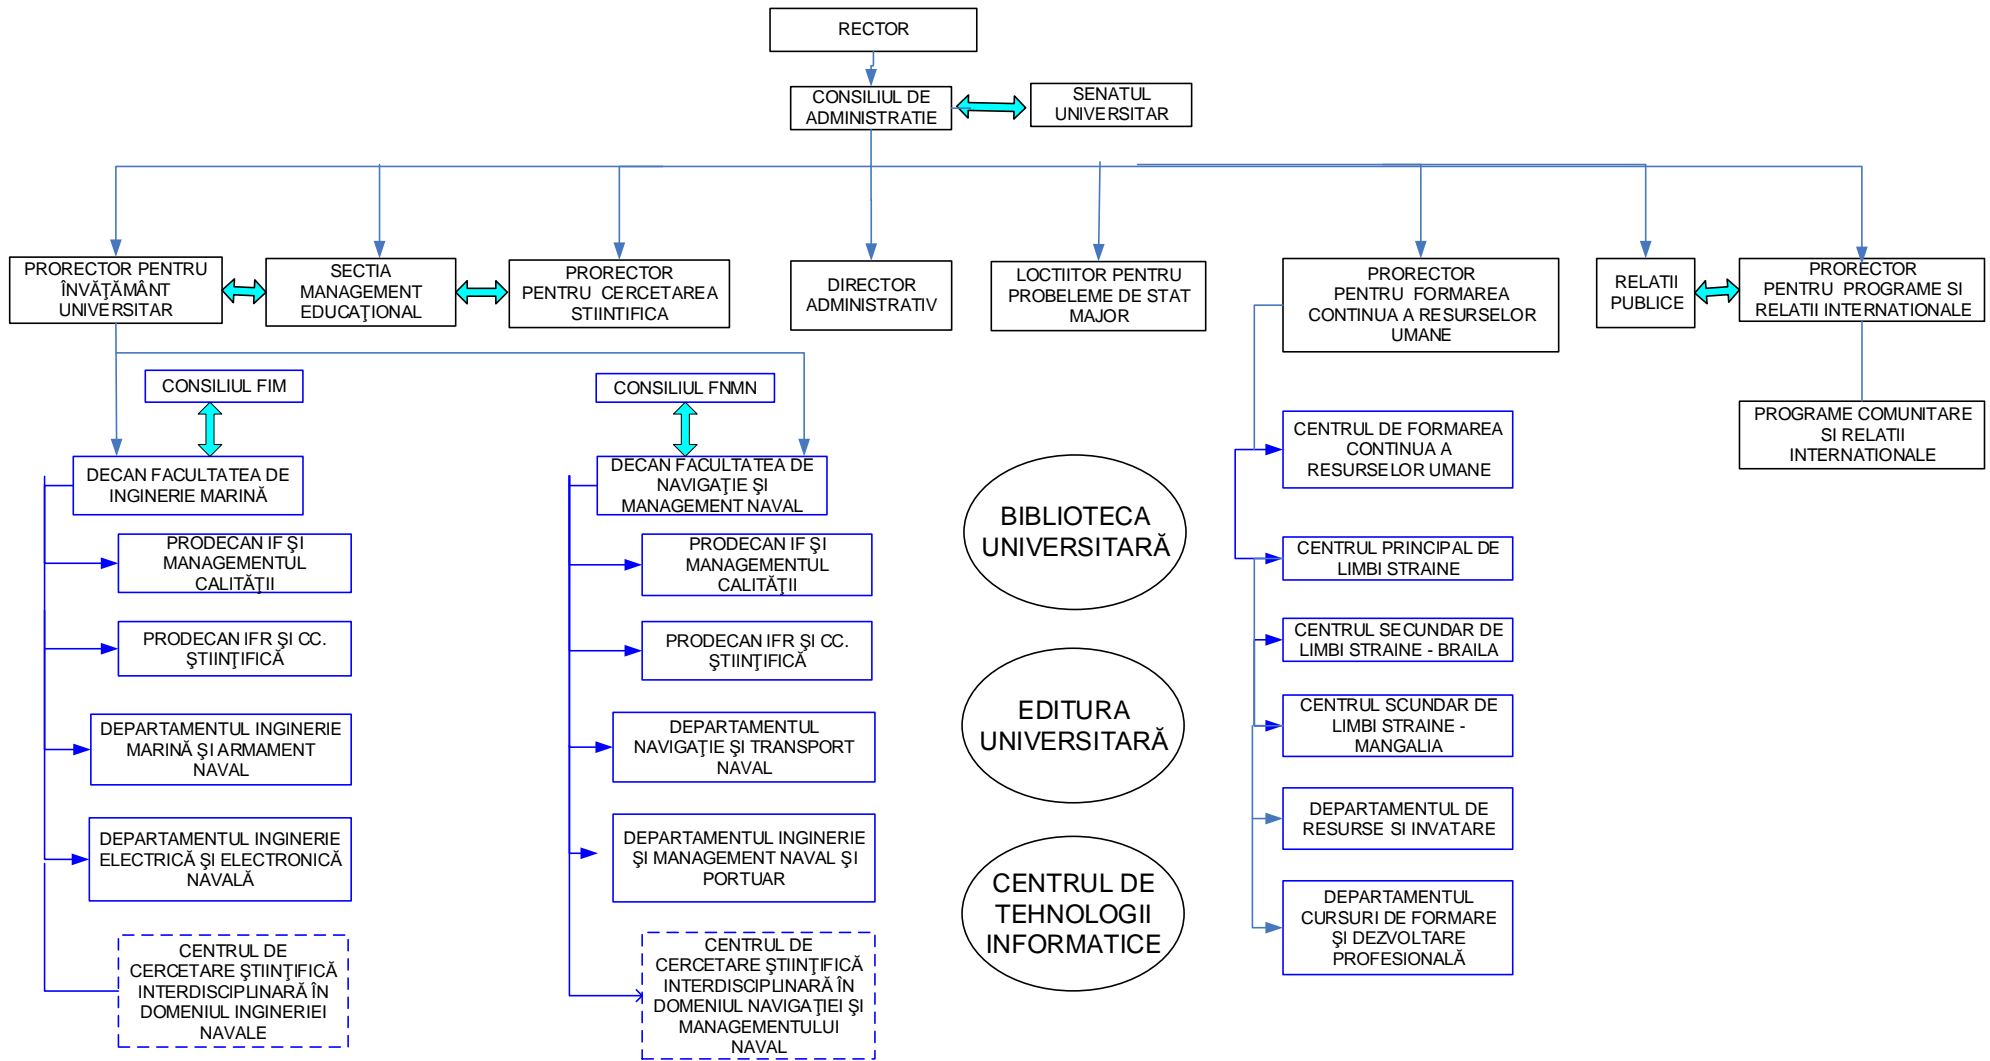 RECTOR
CONSILIUL DE
ADMINISTRATIE
SENATUL
UNIVERSITAR
PRORECTOR PENTRU
ÎNVĂŢĂMÂNT
UNIVERSITAR
SECTIA
MANAGEMENT
EDUCAŢIONAL
PRORECTOR
PENTRU CERCETAREA
STIINTIFICA
DIRECTOR
ADMINISTRATIV
LOCTIITOR PENTRU
PROBELEME DE STAT
MAJOR
PRORECTOR
PENTRU FORMAREA
CONTINUA A RESURSELOR
UMANE
RELATII
PUBLICE
PRORECTOR
PENTRU PROGRAME SI
RELATII INTERNATIONALE
CONSILIUL FIM
CONSILIUL FNMN
PROGRAME COMUNITARE
SI RELATII
INTERNATIONALE
DECAN FACULTATEA DE
INGINERIE MARINĂ
PRODECAN IF ŞI
MANAGEMENTUL
CALITĂŢII
PRODECAN IFR ŞI CC.
ŞTIINŢIFICĂ
DEPARTAMENTUL INGINERIE
MARINĂ ŞI ARMAMENT
NAVAL
DEPARTAMENTUL INGINERIE
ELECTRICĂ ŞI ELECTRONICĂ
NAVALĂ
CENTRUL DE
CERCETARE ŞTIINŢIFICĂ
INTERDISCIPLINARĂ ÎN
DOMENIUL INGINERIEI
NAVALE
DECAN FACULTATEA DE
NAVIGAŢIE ŞI
MANAGEMENT NAVAL
PRODECAN IF ŞI
MANAGEMENTUL
CALITĂŢII
PRODECAN IFR ŞI CC.
ŞTIINŢIFICĂ
DEPARTAMENTUL
NAVIGAŢIE ŞI TRANSPORT
NAVAL
DEPARTAMENTUL INGINERIE
ŞI MANAGEMENT NAVAL ŞI
PORTUAR
CENTRUL DE
CERCETARE ŞTIINŢIFICĂ
INTERDISCIPLINARĂ ÎN
DOMENIUL NAVIGAŢIEI ŞI
MANAGEMENTULUI
NAVAL
BIBLIOTECA
UNIVERSITARĂ
EDITURA
UNIVERSITARĂ
CENTRUL DE
TEHNOLOGII
INFORMATICE
CENTRUL DE FORMAREA
CONTINUA A
RESURSELOR UMANE
CENTRUL PRINCIPAL DE
LIMBI STRAINE
CENTRUL SECUNDAR DE
LIMBI STRAINE - BRAILA
CENTRUL SCUNDAR DE
LIMBI STRAINE -
MANGALIA
DEPARTAMENTUL DE
RESURSE SI INVATARE
DEPARTAMENTUL
CURSURI DE FORMARE
ŞI DEZVOLTARE
PROFESIONALĂ